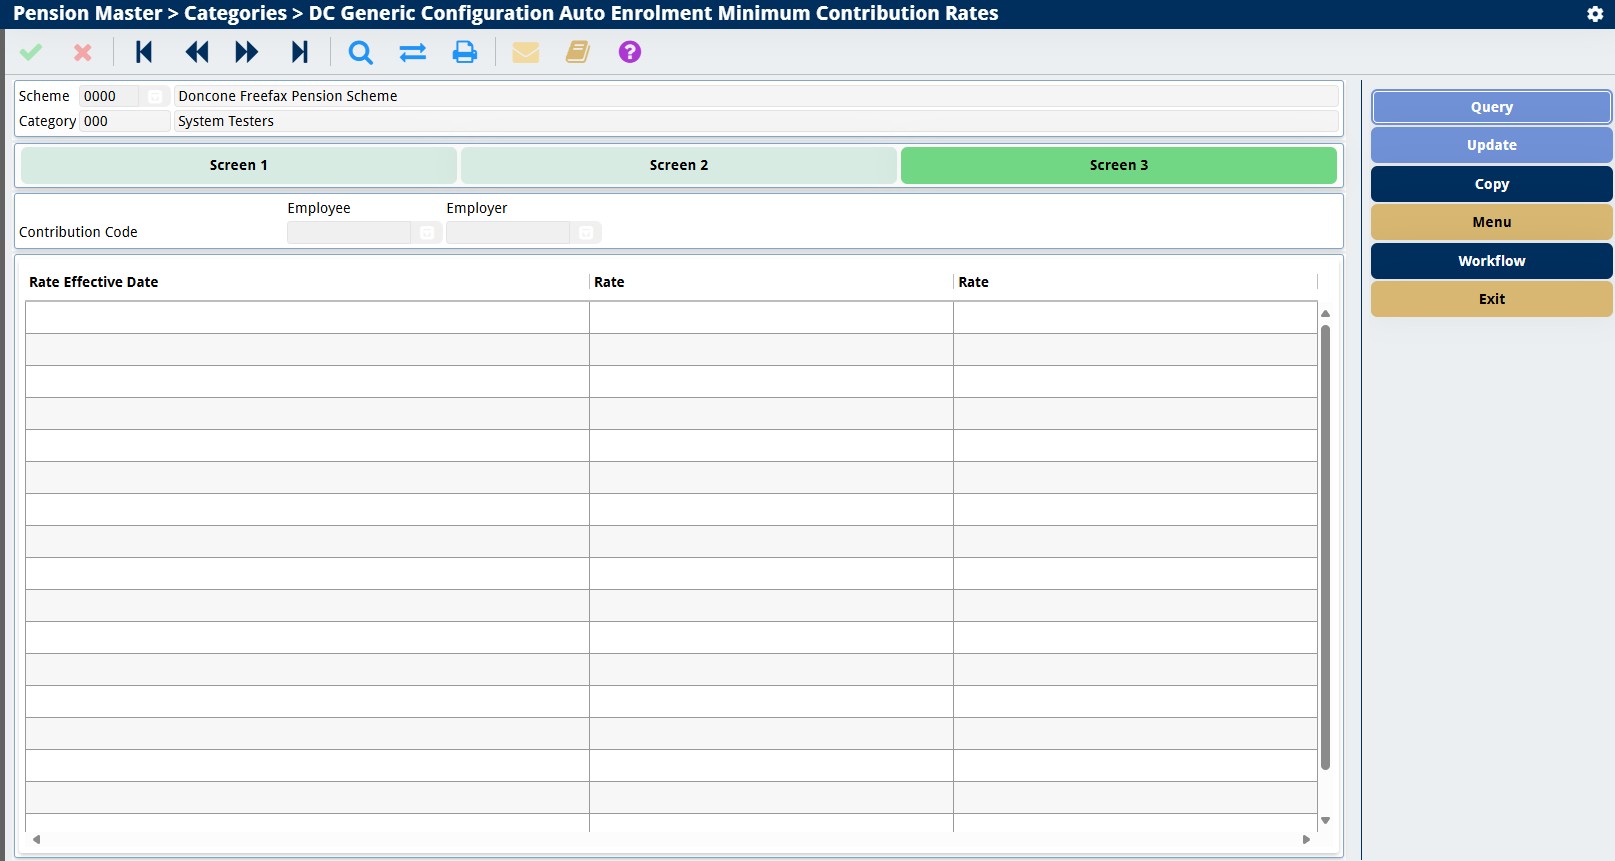 Pension Master > Categories > DC Generic Configuration Auto Enrolment Minimum Contribution Rates
Scheme 0000 Doncone Freefax Pension Scheme
Category 000 System Testers
Screen 1 Screen 2 Screen 3
Employee Employer
Contribution Code
Rate Effective Date Rate Rate
Query
Update
Copy
Menu
Workflow
Exit